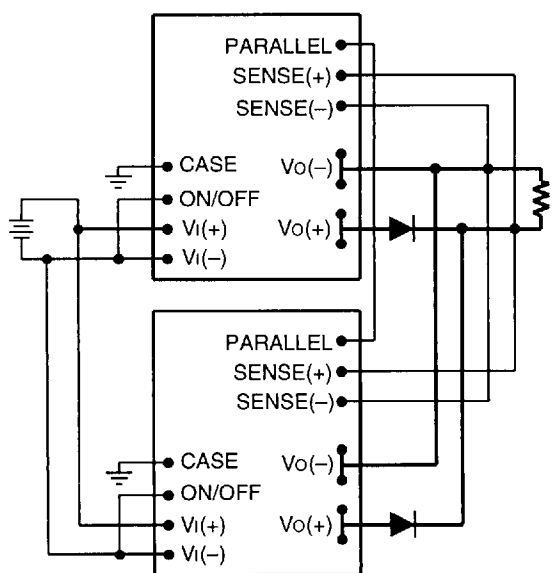 PARALLEL
SENSE(+)
SENSE(–)
CASE
VO(–)
ON/OFF
VI(+)
VO(+)
VI(–)
PARALLEL
SENSE(+)
SENSE(–)
CASE
VO(–)
ON/OFF
VI(+)
VO(+)
VI(–)